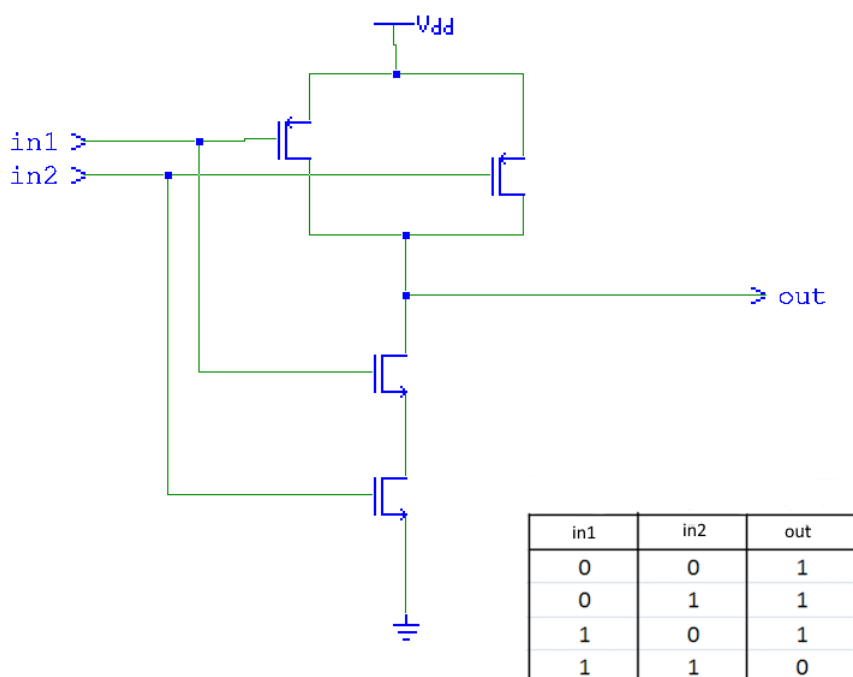 Vdd
in1
in2
out
in1 in2 out
0 0 1
0 1 1
1 0 1
1 1 0